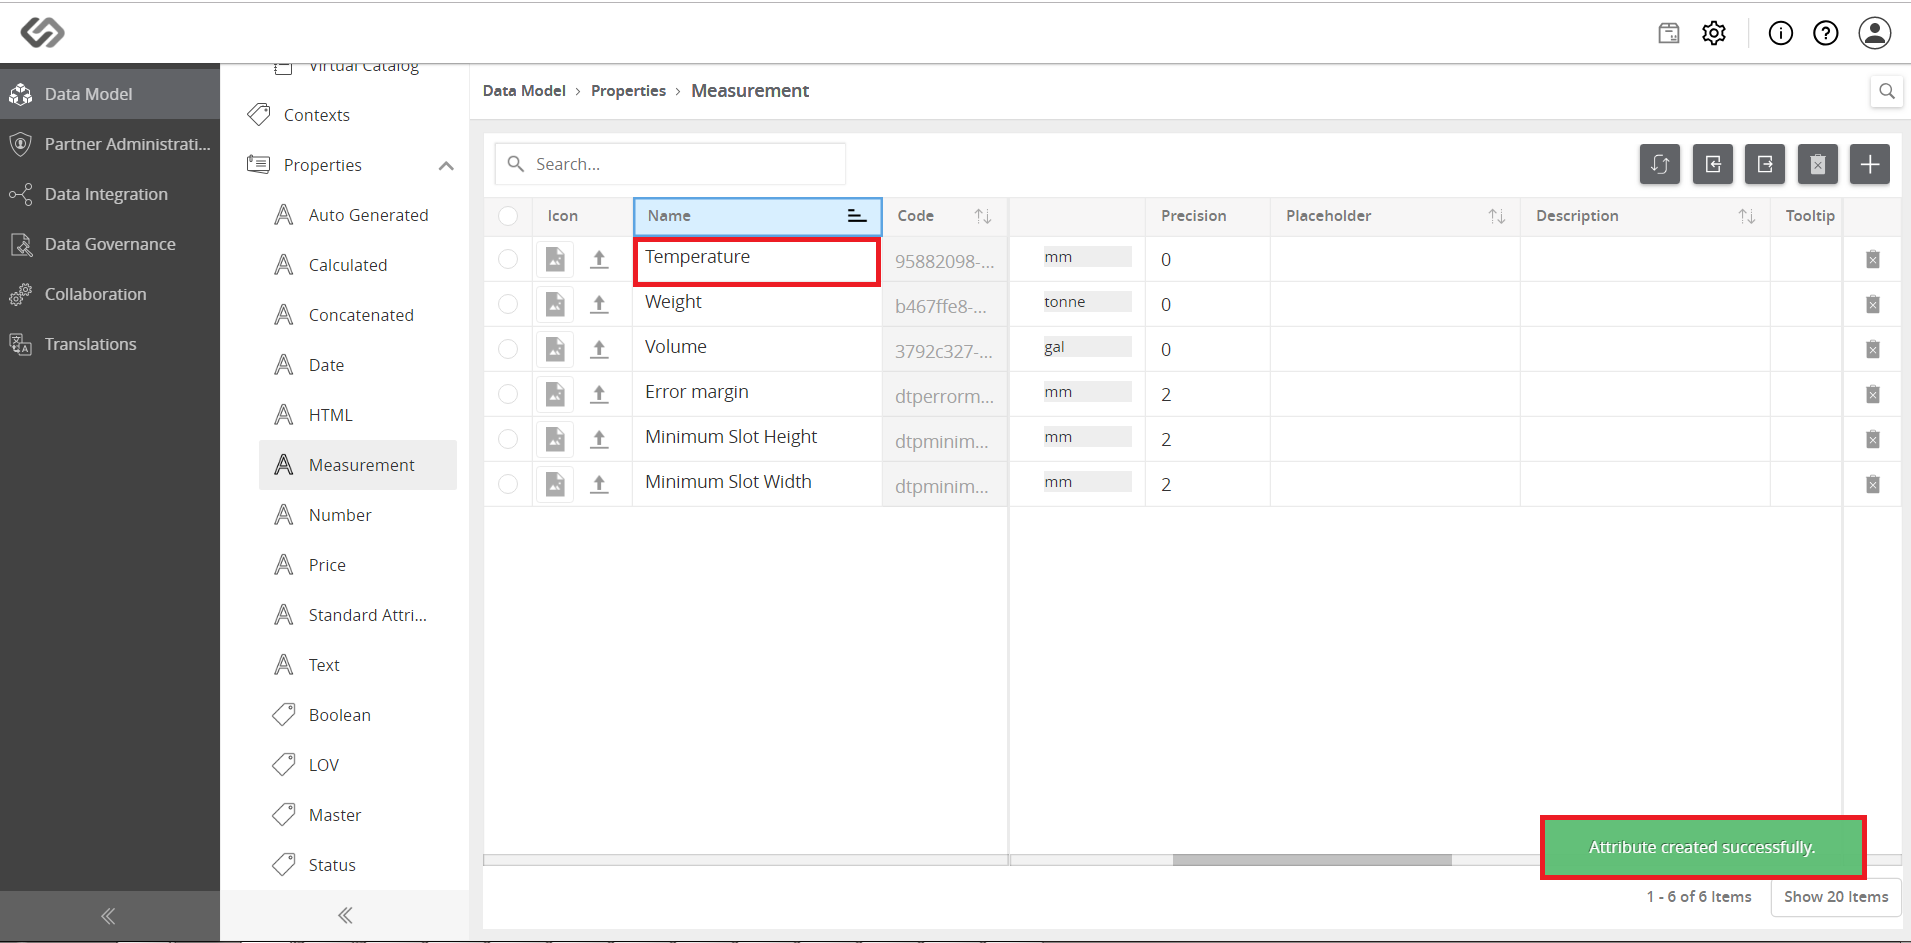 Data Model
Partner Administrati...
Data Integration
Data Governance
Collaboration
Translations
Virtual Catalog
Contexts
Properties
Auto Generated
Calculated
Concatenated
Date
HTML
Measurement
Number
Price
Standard Attri...
Text
Boolean
LOV
Master
Status
Data Model › Properties › Measurement
Search...
Icon Name Code Precision Placeholder Description Tooltip
Temperature 95882098-... mm 0
Weight b467ffe8-... tonne 0
Volume 3792c327-... gal 0
Error margin dtperrorm... mm 2
Minimum Slot Height dtpminim... mm 2
Minimum Slot Width dtpminim... mm 2
Attribute created successfully.
1 - 6 of 6 Items Show 20 Items